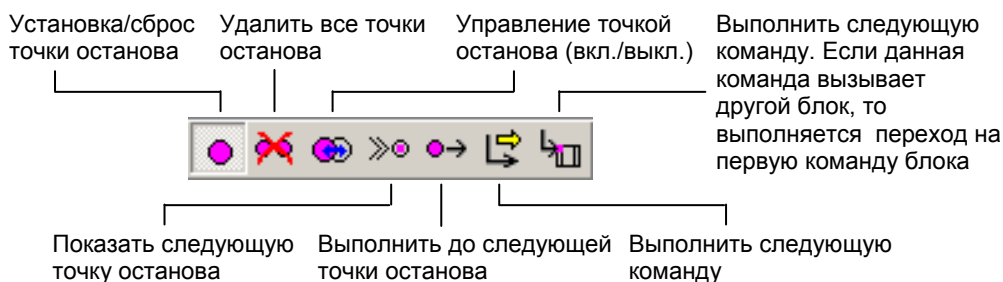 Установка/сброс
точки останова
Удалить все точки
останова
Управление точкой
останова (вкл./выкл.)
Выполнить следующую
команду. Если данная
команда вызывает
другой блок, то
выполняется переход на
первую команду блока
Показать следующую
точку останова
Выполнить до следующей
точки останова
Выполнить следующую
команду